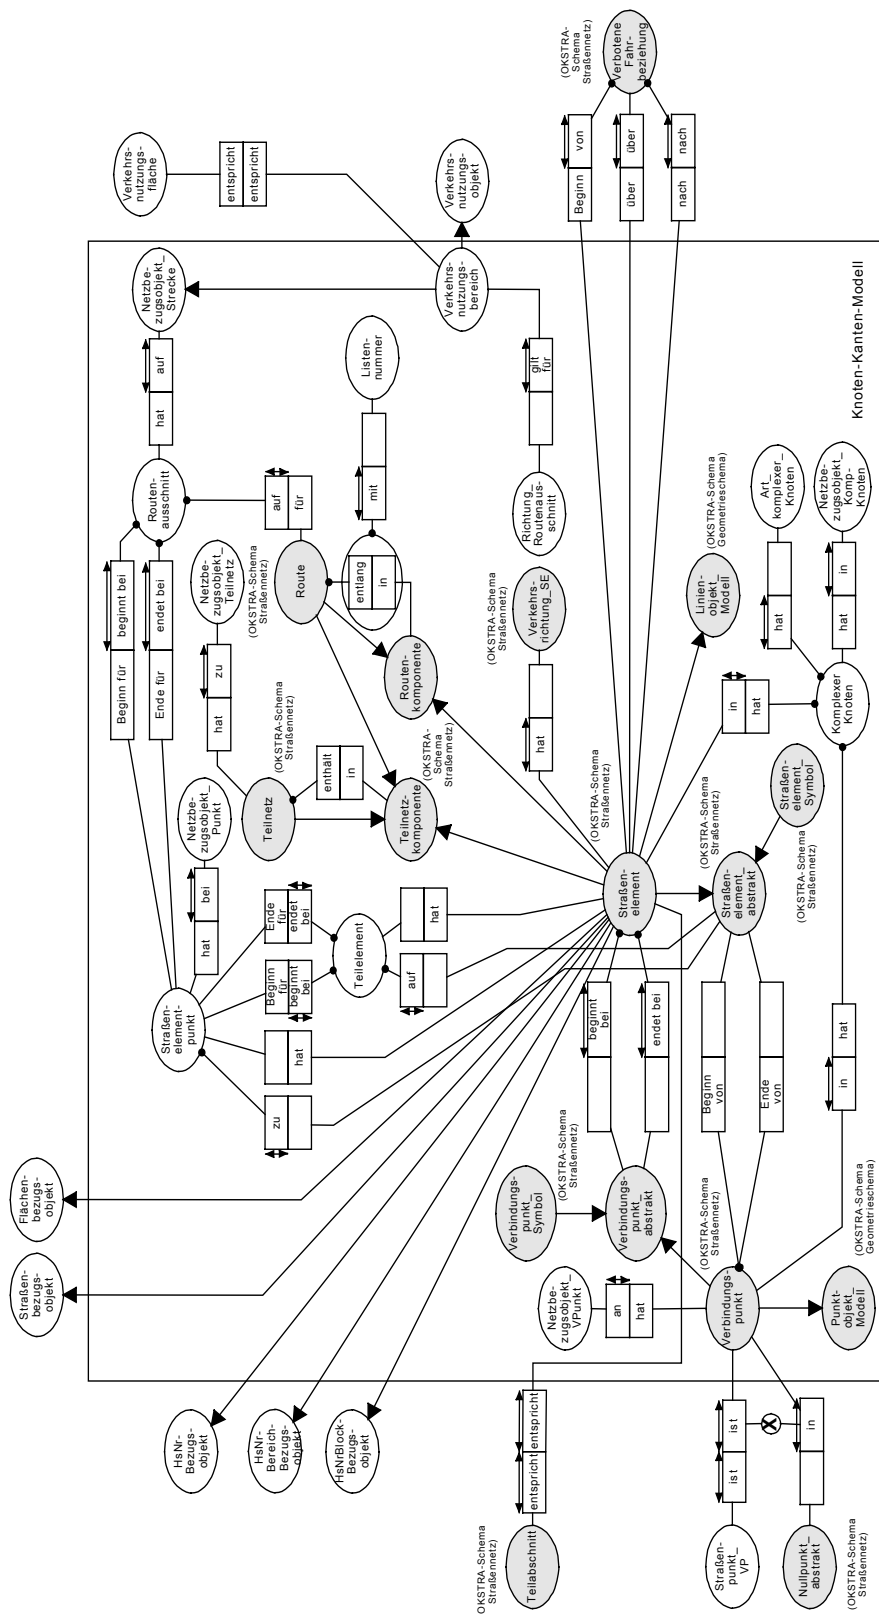 Straßen-
bezugs-
objekt
Flächen-
bezugs-
objekt
HsNr-
Bezugs-
objekt
HsNr-
Bereich-
Bezugs-
objekt
HsNrBlock-
Bezugs-
objekt
Straßen-
element-
punkt
Beginn für
beginnt bei
Ende für
endet bei
Routen-
ausschnitt
hat
auf
Netzbe-
zugsobjekt_
Strecke
Verkehrs-
nutzungs-
fläche
entspricht
entspricht
hat
bei
Netzbe-
zugsobjekt_
Punkt
hat
zu
Netzbe-
zugsobjekt_
Teilnetz
(OKSTRA-Schema
Straßennetz)
zu
hat
Beginn
für
beginnt
bei
Ende
für
endet
bei
Teilnetz
(OKSTRA-Schema
Straßennetz)
auf
für
Route
Teilelement
enthält
in
entlang
in
mit
Listen-
nummer
auf
hat
Teilnetz-
komponente
(OKSTRA-
Schema
Straßennetz)
Routen-
komponente
Verkehrs-
nutzungs-
bereich
Verkehrs-
nutzungs-
objekt
OKSTRA-Schema
Straßennetz)
Teilabschnitt
entspricht
entspricht
Verbindungs-
punkt_
Symbol
(OKSTRA-Schema
Straßennetz)
(OKSTRA-Schema
Straßennetz)
Verkehrs-
richtung_SE
hat
Richtung_
Routenaus-
schnitt
gilt
für
Netzbe-
zugsobjekt_
VPunkt
an
hat
Verbindungs-
punkt_
abstrakt
beginnt
bei
endet bei
Straßen-
element
(OKSTRA-Schema
Straßennetz)
(OKSTRA-Schema
Straßennetz)
Beginn
von
über
über
nach
nach
Verbotene
Fahr-
beziehung
Straßen-
punkt_
VP
ist
ist
Verbindungs-
punkt
(OKSTRA-Schema
Straßennetz)
Beginn
von
Ende
von
Straßen-
element_
abstrakt
(OKSTRA-Schema
Straßennetz)
Linien-
objekt_
Modell
(OKSTRA-Schema
Geometrieschema)
in
hat
X
Nullpunkt_
abstrakt
(OKSTRA-Schema
Straßennetz)
in
Punkt-
objekt_
Modell
(OKSTRA-Schema
Geometrieschema)
Straßen-
element_
Symbol
(OKSTRA-Schema
Straßennetz)
hat
Art_
komplexer_
Knoten
in
hat
Komplexer
Knoten
hat
in
Netzbe-
zugsobjekt_
Komp-
Knoten
Knoten-Kanten-Modell